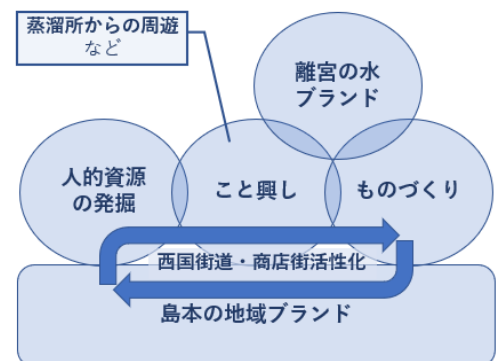 蒸溜所からの周遊
など
離宮の水
ブランド
人的資源
の発掘
こと興し
ものづくり
西国街道・商店街活性化
島本の地域ブランド